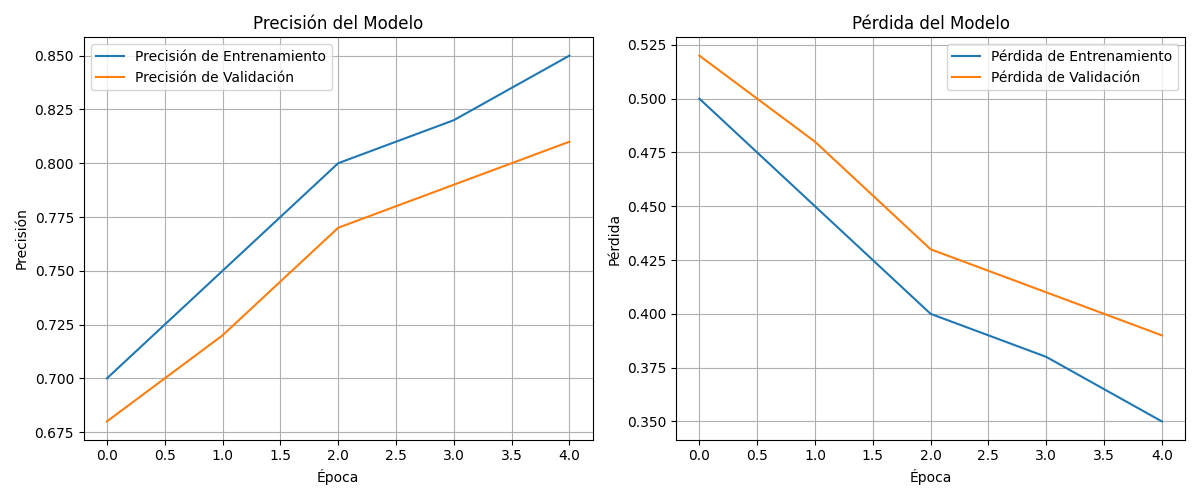 Precisión del Modelo
Precisión de Entrenamiento
Precisión de Validación
0.850
0.825
0.800
0.775
0.750
0.725
0.700
0.675
Precisión
0.0 0.5 1.0 1.5 2.0 2.5 3.0 3.5 4.0
Época
Pérdida del Modelo
Pérdida de Entrenamiento
Pérdida de Validación
0.525
0.500
0.475
0.450
0.425
0.400
0.375
0.350
Pérdida
0.0 0.5 1.0 1.5 2.0 2.5 3.0 3.5 4.0
Época